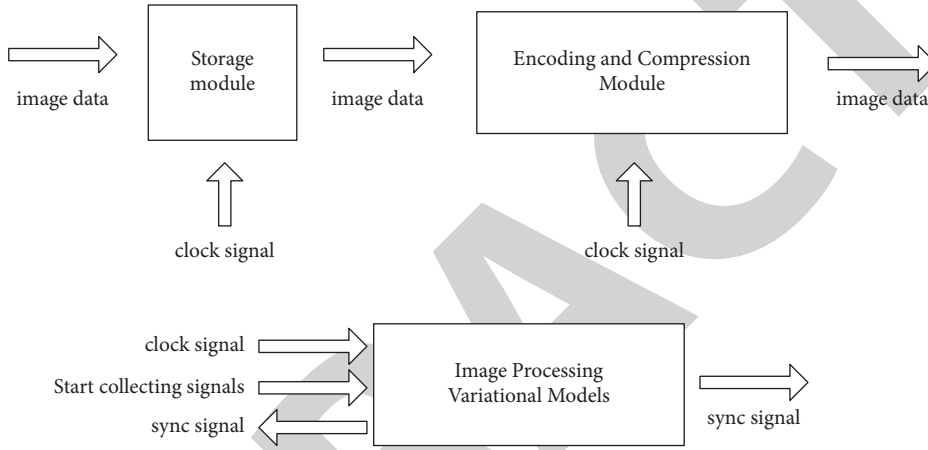 Storage
module
Encoding and Compression
Module
image data
image data
image data
clock signal
clock signal
clock signal
Start collecting signals
sync signal
Image Processing
Variational Models
sync signal